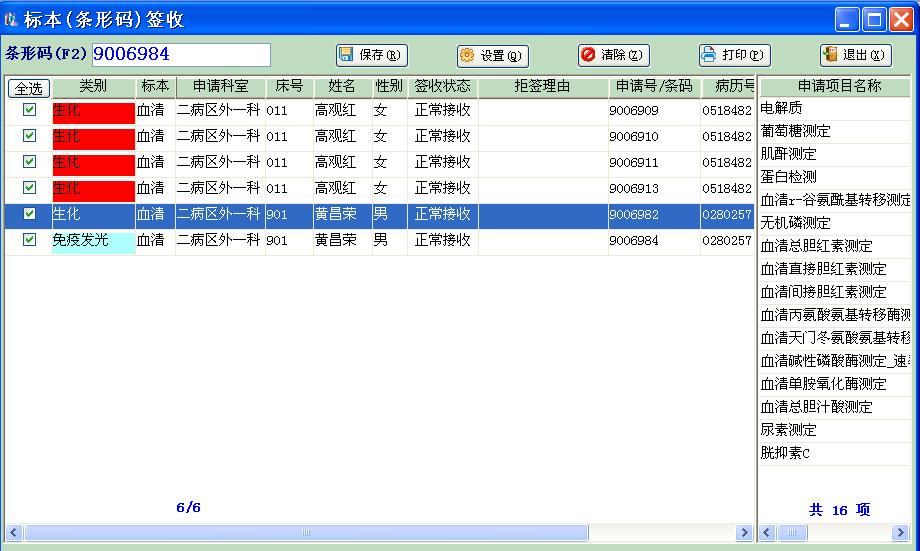 标本(条形码)签收
条形码(F2) 9006984 保存(R) 设置(Q) 清除(Z) 打印(P) 退出(X)
全选 类别 标本 申请科室 床号 姓名 性别 签收状态 拒签理由 申请号/条码 病历号 申请项目名称
生化 血清 二病区外一科 011 高观红 女 正常接收 9006909 0518482
生化 血清 二病区外一科 011 高观红 女 正常接收 9006910 0518482
生化 血清 二病区外一科 011 高观红 女 正常接收 9006911 0518482
生化 血清 二病区外一科 011 高观红 女 正常接收 9006913 0518482
生化 血清 二病区外一科 901 黄昌荣 男 正常接收 9006982 0280257
免疫发光 血清 二病区外一科 901 黄昌荣 男 正常接收 9006984 0280257
6/6
电解质
葡萄糖测定
肌酐测定
蛋白检测
血清r-谷氨酰基转移测定
无机磷测定
血清总胆红素测定
血清直接胆红素测定
血清间接胆红素测定
血清丙氨酸氨基转移酶测
血清天门冬氨酸氨基转移
血清碱性磷酸酶测定_速
血清单胺氧化酶测定
血清总胆汁酸测定
尿素测定
胱抑素C
共 16 项